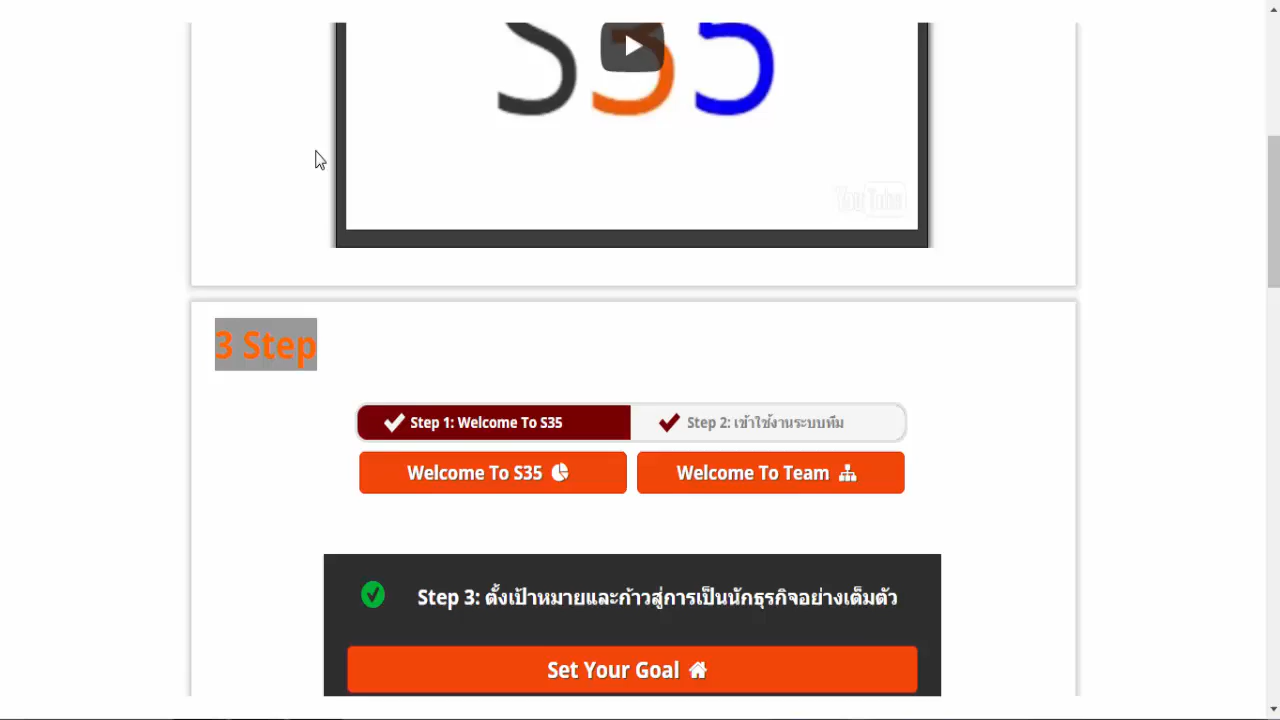 S35
YouTube
3 Step
Step 1: Welcome To S35
Step 2: เข้าใช้งานระบบทีม
Welcome To S35
Welcome To Team
Step 3: ตั้งเป้าหมายและก้าวสู่การเป็นนักธุรกิจอย่างเต็มตัว
Set Your Goal